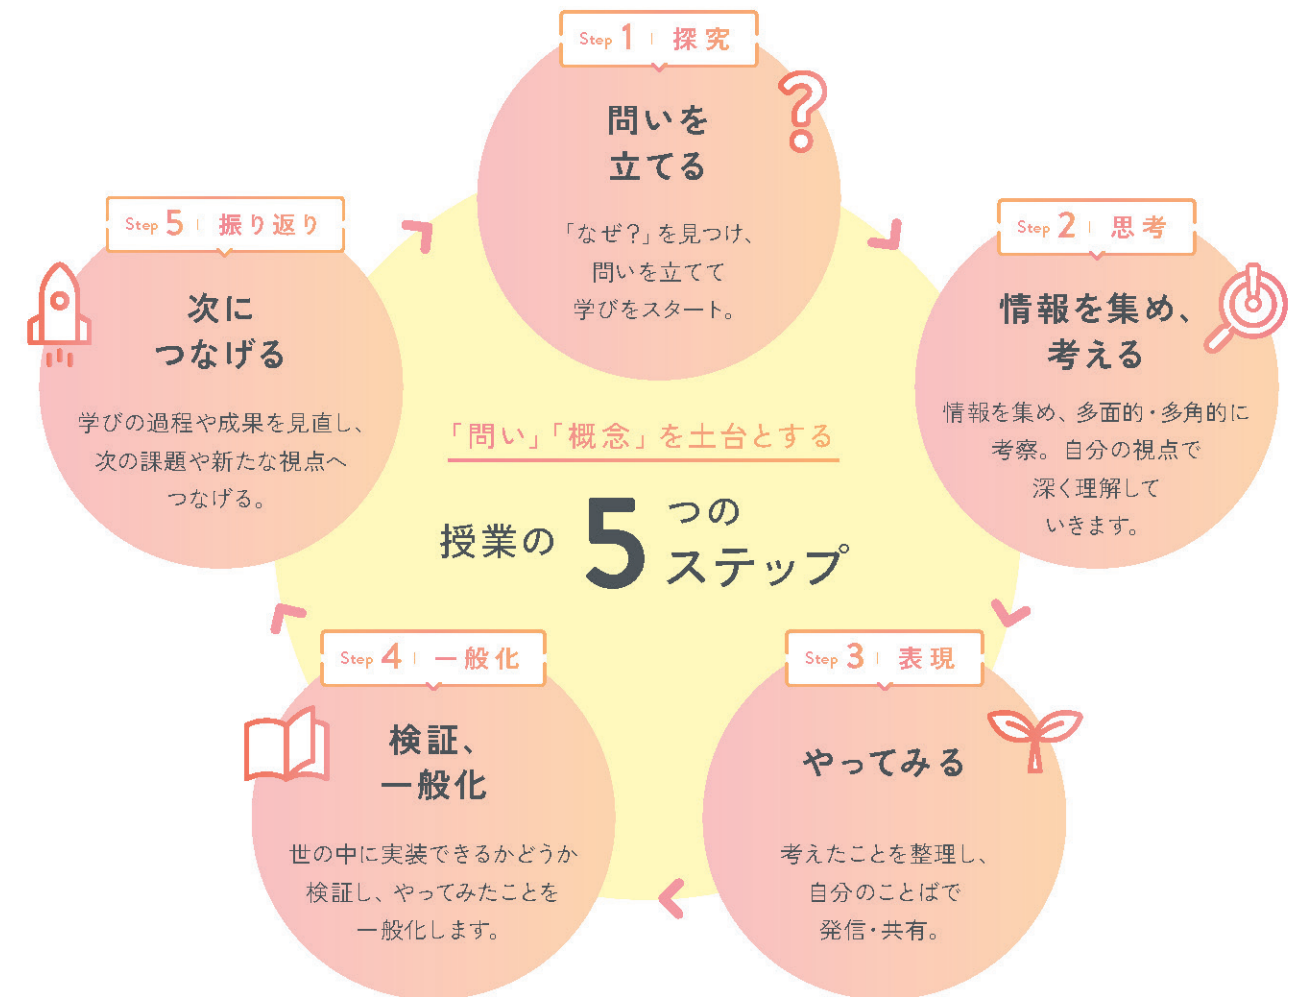 Step 1 | 探究
問いを
立てる
「なぜ?」を見つけ、
問いを立てて
学びをスタート。
Step 2 | 思考
情報を集め、
考える
情報を集め、多面的・多角的に
考察。自分の視点で
深く理解して
いきます。
Step 3 | 表現
やってみる
考えたことを整理し、
自分のことばで
発信・共有。
Step 4 | 一般化
検証、
一般化
世の中に実装できるかどうか
検証し、やってみたことを
一般化します。
Step 5 | 振り返り
次に
つなげる
学びの過程や成果を見直し、
次の課題や新たな視点へ
つなげる。
「問い」「概念」を土台とする
授業の5つの
ステップ